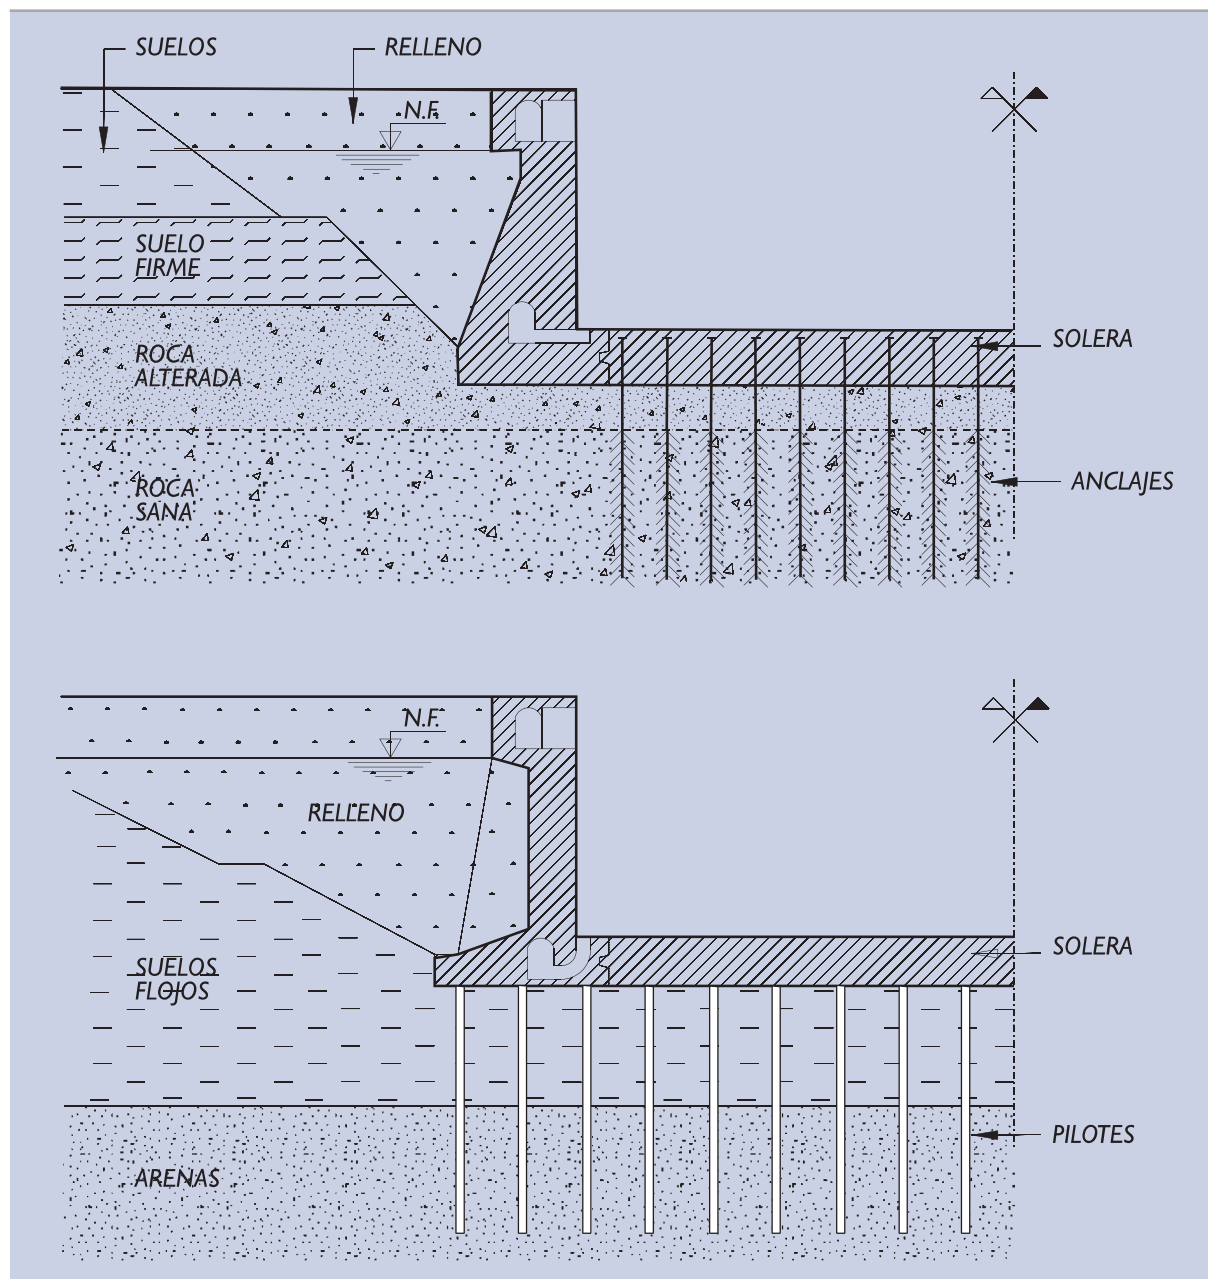 SUELOS
RELLENO
N.F.
SUELO
FIRME
ROCA
ALTERADA
SOLERA
ROCA
SANA
ANCLAJES
N.F.
RELLENO
SUELOS
FLOJOS
SOLERA
PILOTES
ARENAS